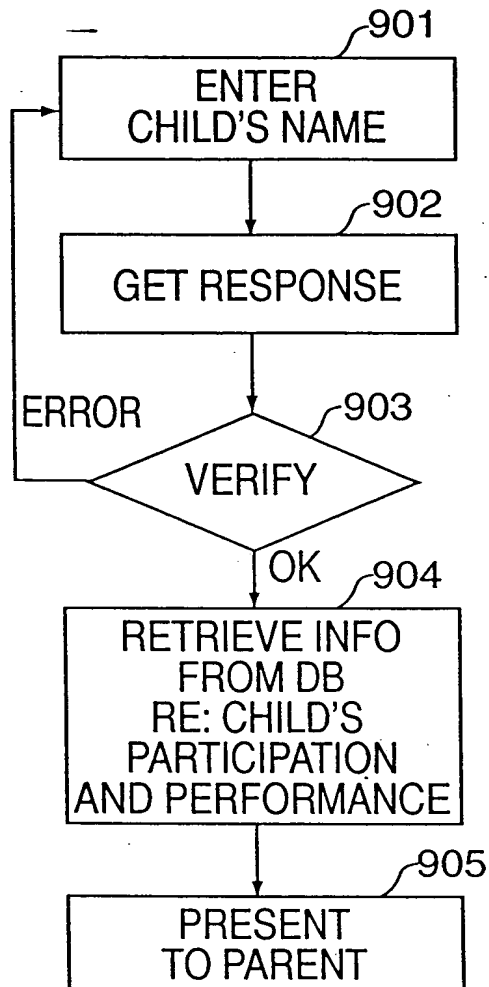 901
ENTER
CHILD'S NAME
902
GET RESPONSE
ERROR
903
VERIFY
OK
904
RETRIEVE INFO
FROM DB
RE: CHILD'S
PARTICIPATION
AND PERFORMANCE
905
PRESENT
TO PARENT